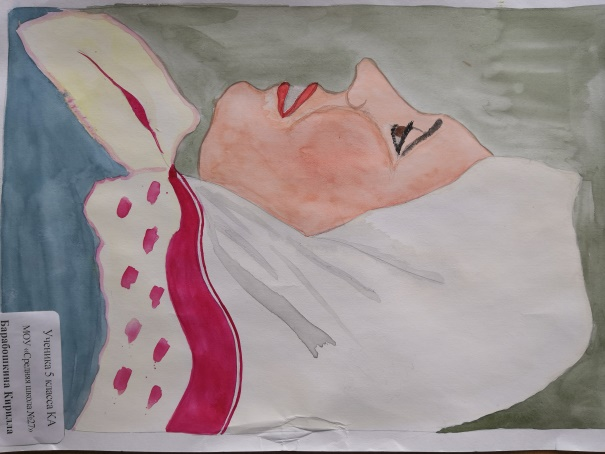 Ученика 5 класса КА
МОУ «Средняя школа №27»
Барабошкина Кирилла